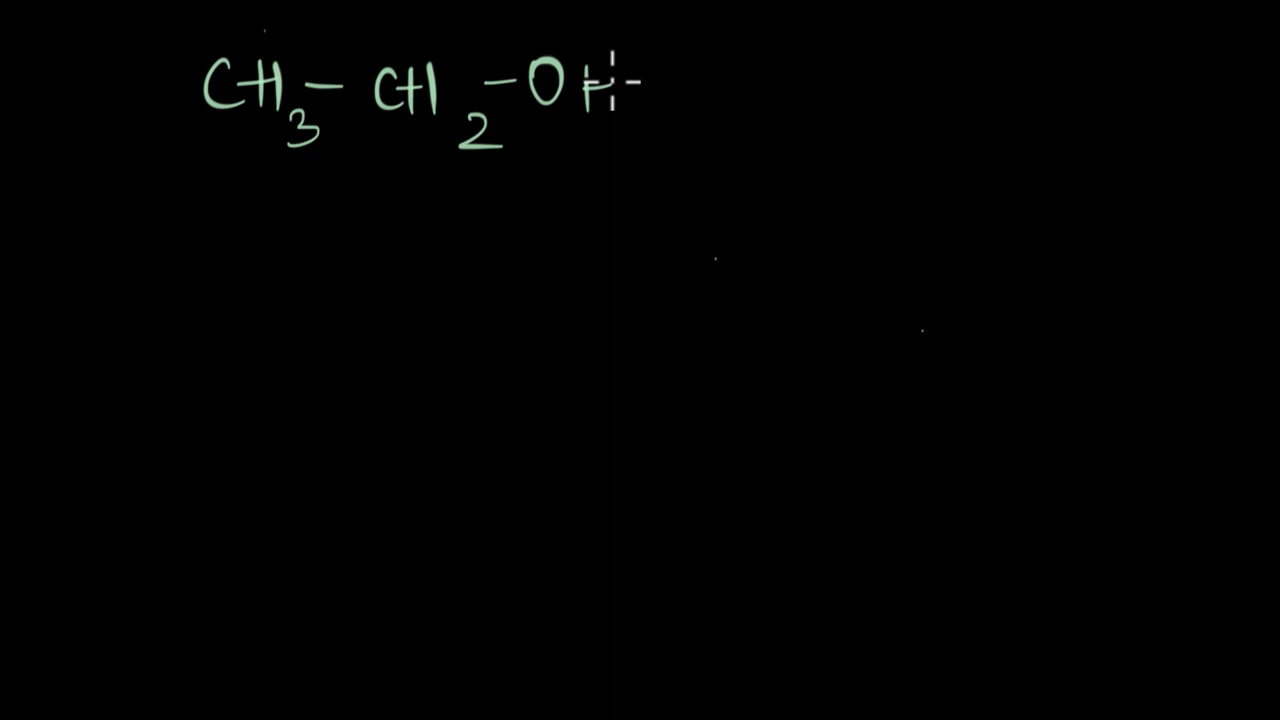 CH₃ – CH₂ – OH